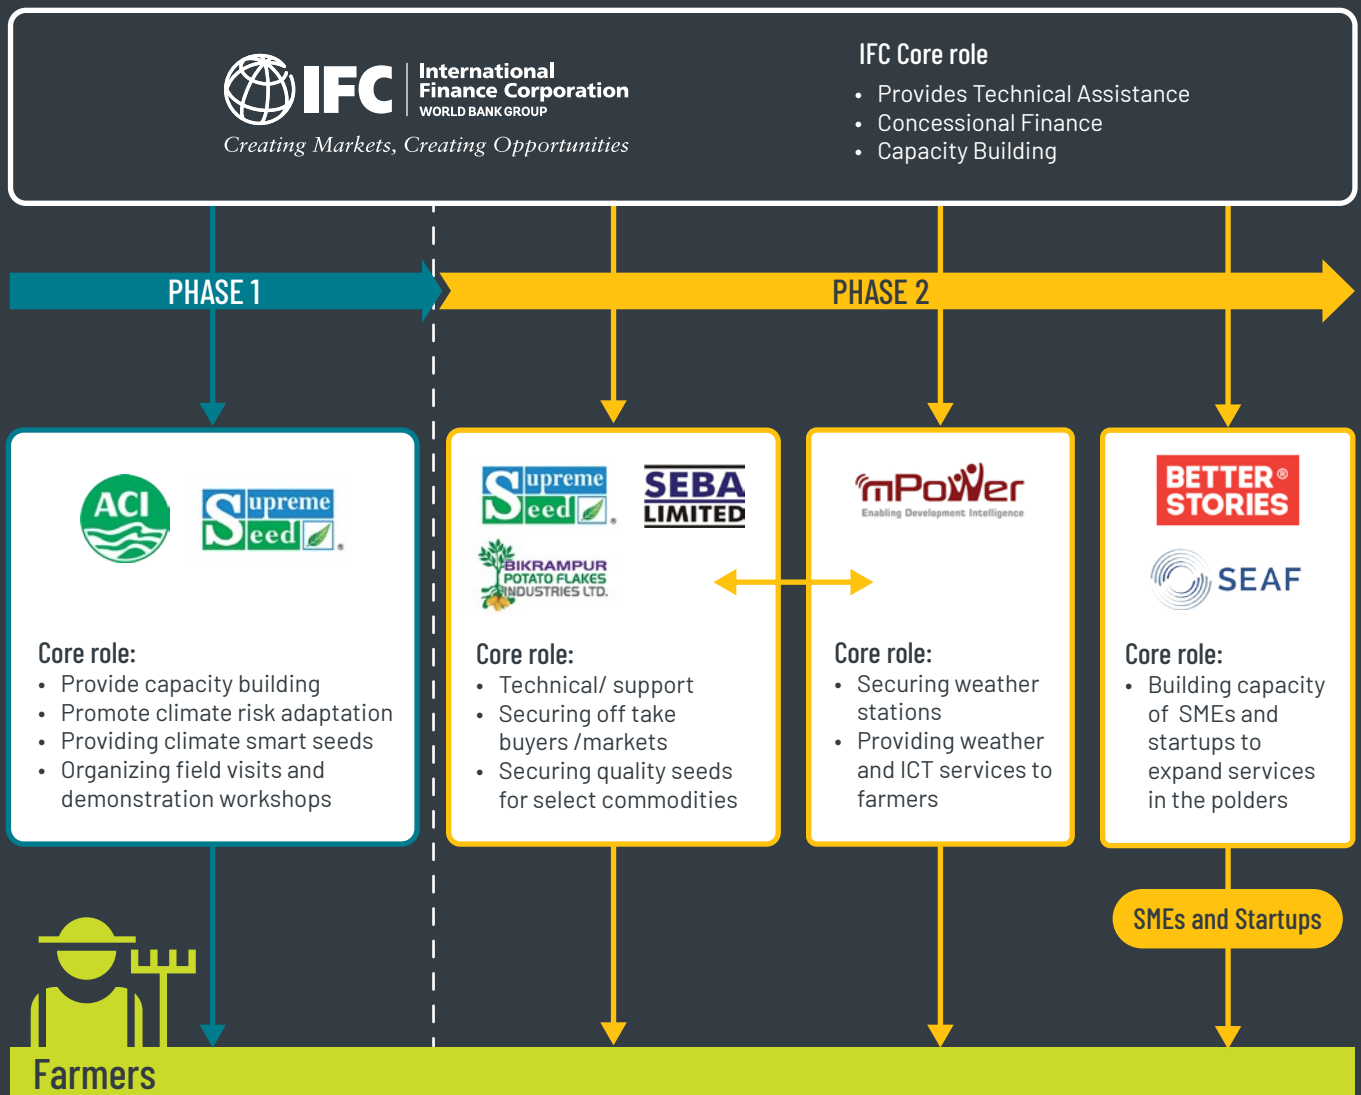 IFC
International
Finance Corporation
WORLD BANK GROUP
Creating Markets, Creating Opportunities
IFC Core role
• Provides Technical Assistance
• Concessional Finance
• Capacity Building
PHASE 1
PHASE 2
ACI
Supreme
Seed ®
Core role:
• Provide capacity building
• Promote climate risk adaptation
• Providing climate smart seeds
• Organizing field visits and
demonstration workshops
Supreme
Seed ®
SEBA
LIMITED
BIKRAMPUR
POTATO FLAKES
INDUSTRIES LTD.
Core role:
• Technical/ support
• Securing off take
buyers /markets
• Securing quality seeds
for select commodities
mPower
Enabling Development Intelligence
Core role:
• Securing weather
stations
• Providing weather
and ICT services to
farmers
BETTER ®
STORIES
SEAF
Core role:
• Building capacity
of SMEs and
startups to
expand services
in the polders
SMEs and Startups
Farmers